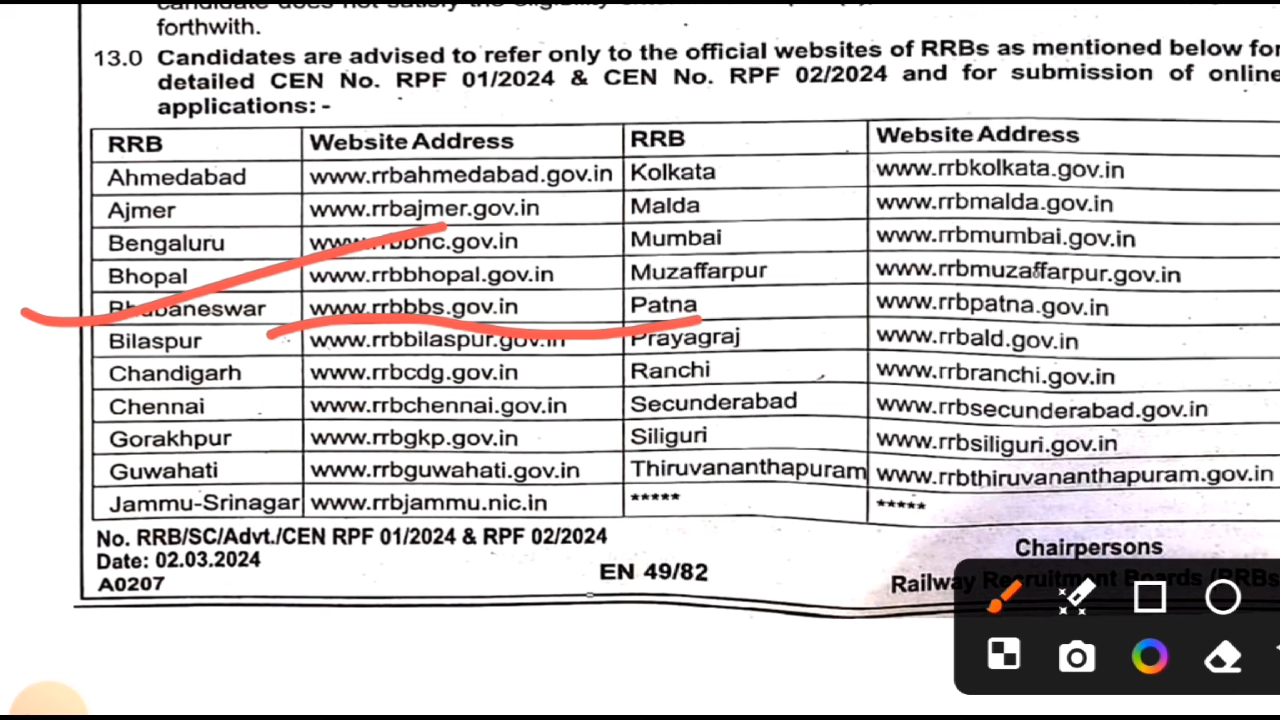 forthwith.
13.0 Candidates are advised to refer only to the official websites of RRBs as mentioned below for
detailed CEN No. RPF 01/2024 & CEN No. RPF 02/2024 and for submission of online
applications: -
RRB Website Address RRB Website Address
Ahmedabad www.rrbahmedabad.gov.in Kolkata www.rrbkolkata.gov.in
Ajmer www.rrbajmer.gov.in Malda www.rrbmalda.gov.in
Bengaluru www.rrbbnc.gov.in Mumbai www.rrbmumbai.gov.in
Bhopal www.rrbbhopal.gov.in Muzaffarpur www.rrbmuzaffarpur.gov.in
Bhubaneswar www.rrbbbs.gov.in Patna www.rrbpatna.gov.in
Bilaspur www.rrbbilaspur.gov.in Prayagraj www.rrbald.gov.in
Chandigarh www.rrbcdg.gov.in Ranchi www.rrbranchi.gov.in
Chennai www.rrbchennai.gov.in Secunderabad www.rrbsecunderabad.gov.in
Gorakhpur www.rrbgkp.gov.in Siliguri www.rrbsiliguri.gov.in
Guwahati www.rrbguwahati.gov.in Thiruvananthapuram www.rrbthiruvananthapuram.gov.in
Jammu-Srinagar www.rrbjammu.nic.in ***** *****
No. RRB/SC/Advt./CEN RPF 01/2024 & RPF 02/2024
Date: 02.03.2024
A0207
EN 49/82
Chairpersons
Railway Recruitment Boards (RRBs